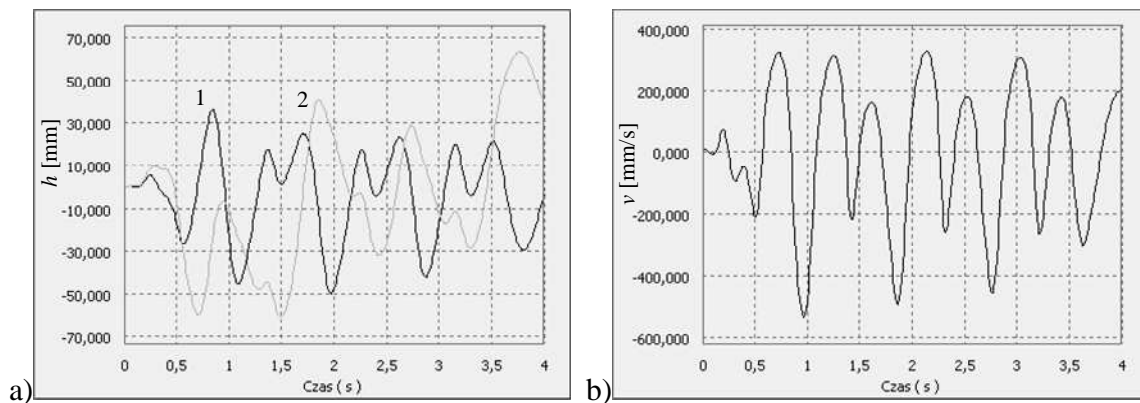 a)
h [mm]
70,000
50,000
30,000
10,000
-10,000
-30,000
-50,000
-70,000
1
2
0 0,5 1 1,5 2 2,5 3 3,5 4
Czas ( s )
b)
v [mm/s]
400,000
200,000
0,000
-200,000
-400,000
-600,000
0 0,5 1 1,5 2 2,5 3 3,5 4
Czas ( s )